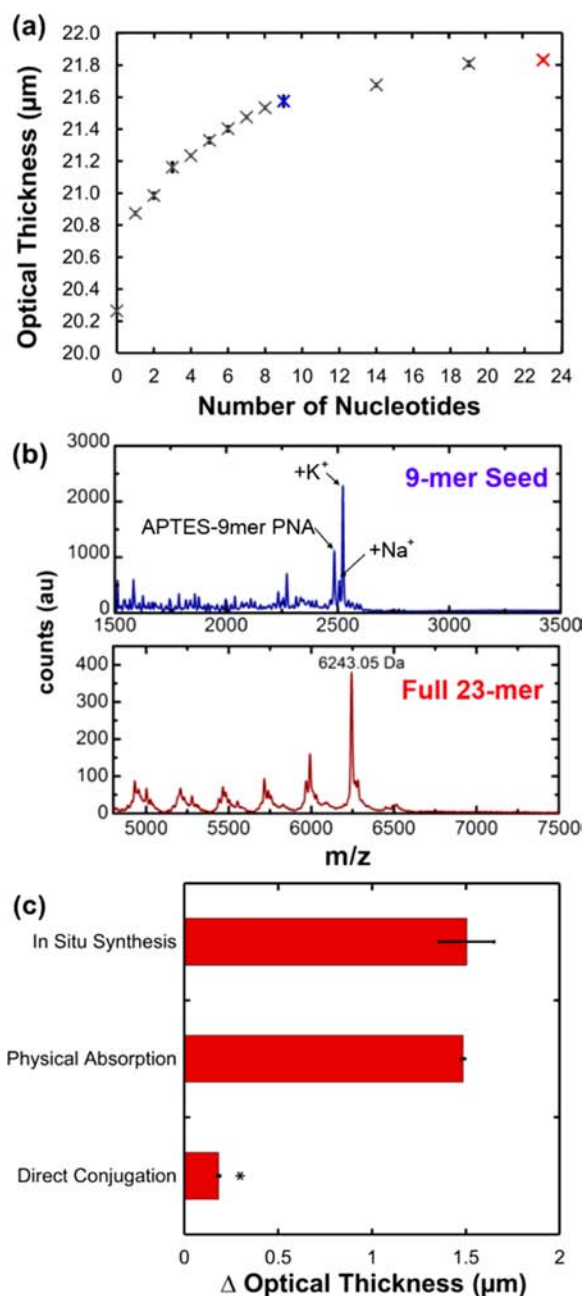 (a)
Optical Thickness (µm)
22.0
21.8
21.6
21.4
21.2
21.0
20.8
20.6
20.4
20.2
20.0
0 2 4 6 8 10 12 14 16 18 20 22 24
Number of Nucleotides
(b)
counts (au)
3000
2000
1000
0
+K⁺
9-mer Seed
APTES-9mer PNA
+Na⁺
1500 2000 2500 3000 3500
400
300
200
100
0
6243.05 Da
Full 23-mer
5000 5500 6000 6500 7000 7500
m/z
(c)
In Situ Synthesis
Physical Absorption
Direct Conjugation
*
0 0.5 1 1.5 2
Δ Optical Thickness (µm)